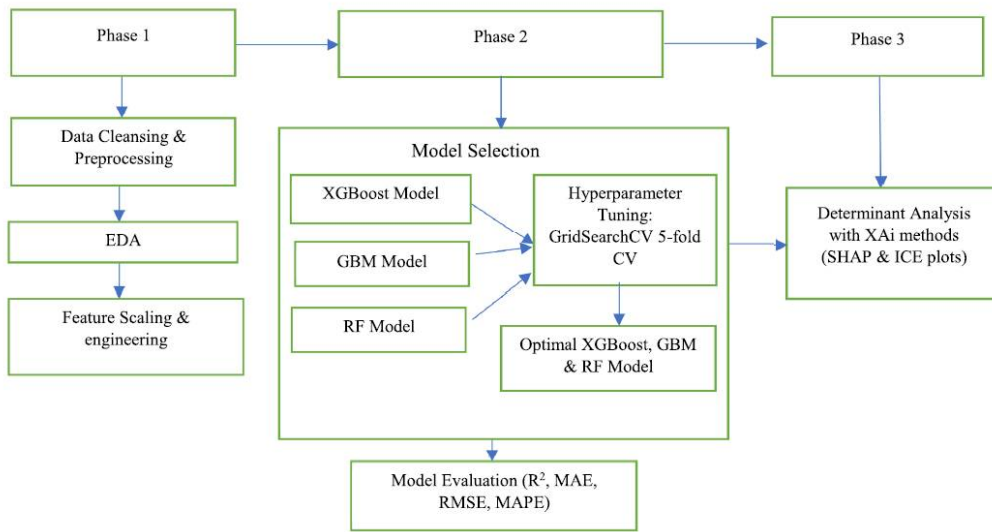 Phase 1
Phase 2
Phase 3
Data Cleansing &
Preprocessing
EDA
Feature Scaling &
engineering
Model Selection
XGBoost Model
GBM Model
RF Model
Hyperparameter
Tuning:
GridSearchCV 5-fold
CV
Optimal XGBoost, GBM
& RF Model
Model Evaluation (R², MAE,
RMSE, MAPE)
Determinant Analysis
with XAi methods
(SHAP & ICE plots)